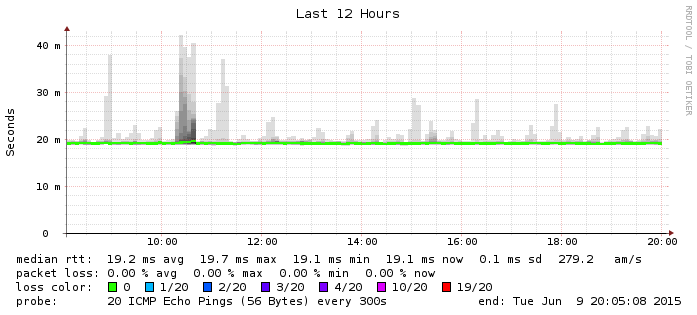 Last 12 Hours
RRDTOOL / TOBI OETIKER
Seconds
40 m
30 m
20 m
10 m
0
10:00 12:00 14:00 16:00 18:00 20:00
median rtt: 19.2 ms avg 19.7 ms max 19.1 ms min 19.1 ms now 0.1 ms sd 279.2 am/s
packet loss: 0.00 % avg 0.00 % max 0.00 % min 0.00 % now
loss color: 0 1/20 2/20 3/20 4/20 10/20 19/20
probe: 20 ICMP Echo Pings (56 Bytes) every 300s end: Tue Jun 9 20:05:08 2015